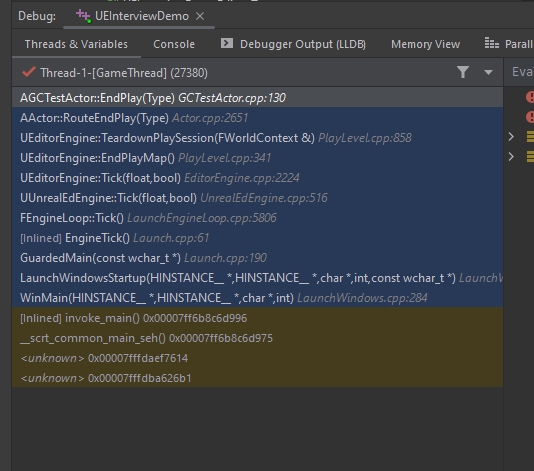 Debug: UEInterviewDemo
Threads & Variables Console Debugger Output (LLDB) Memory View Parall
Thread-1-[GameThread] (27380) Eva
AGCTestActor::EndPlay(Type) GCTestActor.cpp:130
AActor::RouteEndPlay(Type) Actor.cpp:2651
UEditorEngine::TeardownPlaySession(FWorldContext &) PlayLevel.cpp:858
UEditorEngine::EndPlayMap() PlayLevel.cpp:341
UEditorEngine::Tick(float,bool) EditorEngine.cpp:2224
UUnrealEdEngine::Tick(float,bool) UnrealEdEngine.cpp:516
FEngineLoop::Tick() LaunchEngineLoop.cpp:5806
[Inlined] EngineTick() Launch.cpp:61
GuardedMain(const wchar_t *) Launch.cpp:190
LaunchWindowsStartup(HINSTANCE__ *,HINSTANCE__ *,char *,int,const wchar_t *) LaunchW
WinMain(HINSTANCE__ *,HINSTANCE__ *,char *,int) LaunchWindows.cpp:284
[Inlined] invoke_main() 0x00007ff6b8c6d996
__scrt_common_main_seh() 0x00007ff6b8c6d975
<unknown> 0x00007fffdaef7614
<unknown> 0x00007fffdba626b1